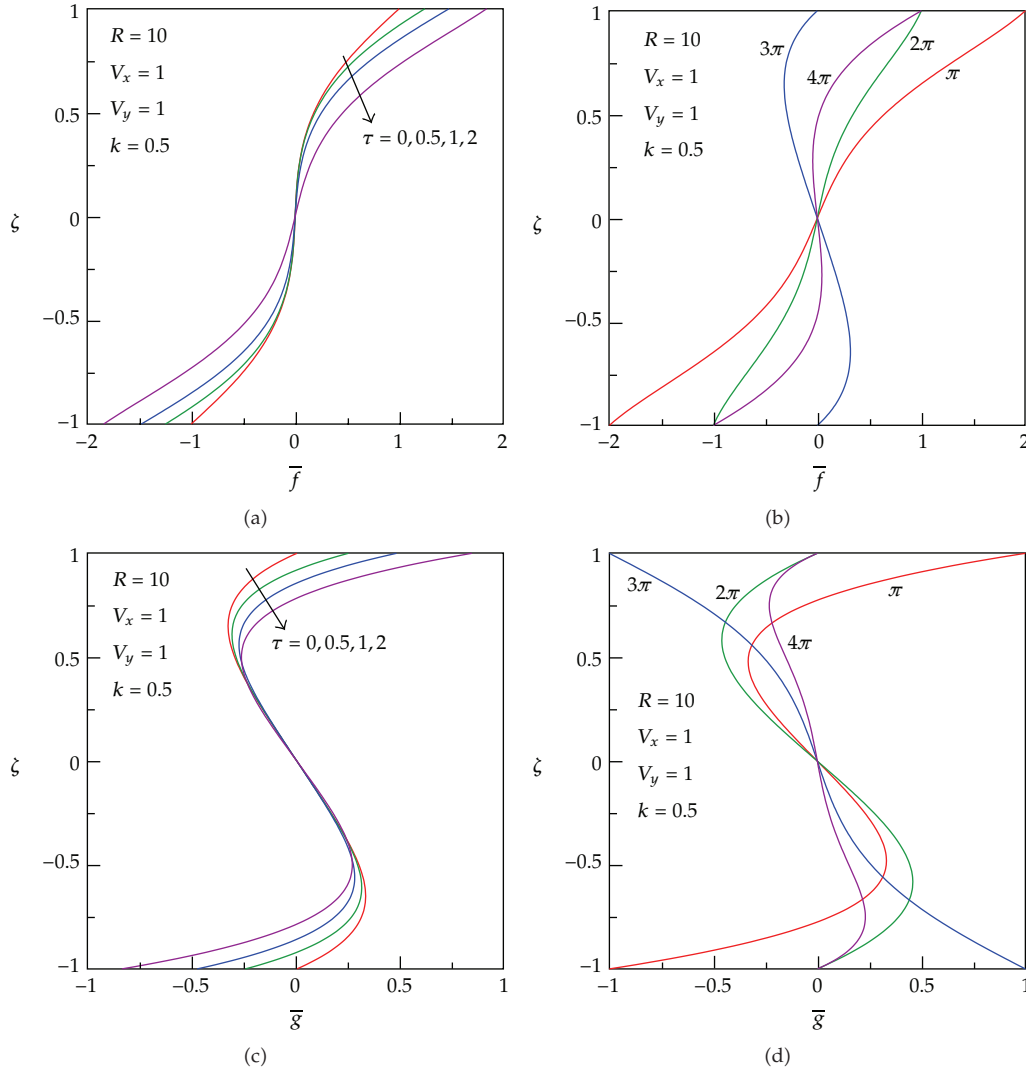 1
R = 10
V_x = 1
0.5
V_y = 1
τ = 0, 0.5, 1, 2
k = 0.5
ζ
0
−0.5
−1
−2
−1
0
1
2
f̅
(a)
1
R = 10
3π
2π
V_x = 1
4π
π
0.5
V_y = 1
k = 0.5
ζ
0
−0.5
−1
−2
−1
0
1
2
f̅
(b)
1
R = 10
V_x = 1
τ = 0, 0.5, 1, 2
V_y = 1
0.5
k = 0.5
ζ
0
−0.5
−1
−1
−0.5
0
0.5
1
g̅
(c)
1
3π
2π
π
4π
0.5
R = 10
V_x = 1
ζ
0
V_y = 1
k = 0.5
−0.5
−1
−1
−0.5
0
0.5
1
g̅
(d)